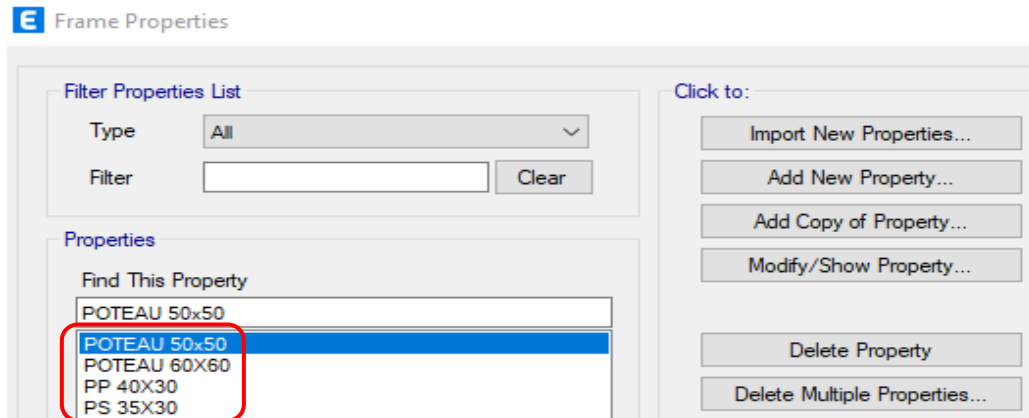 E Frame Properties
Filter Properties List
Type All
Filter Clear
Properties
Find This Property
POTEAU 50x50
POTEAU 50x50
POTEAU 60X60
PP 40X30
PS 35X30
Click to:
Import New Properties...
Add New Property...
Add Copy of Property...
Modify/Show Property...
Delete Property
Delete Multiple Properties...